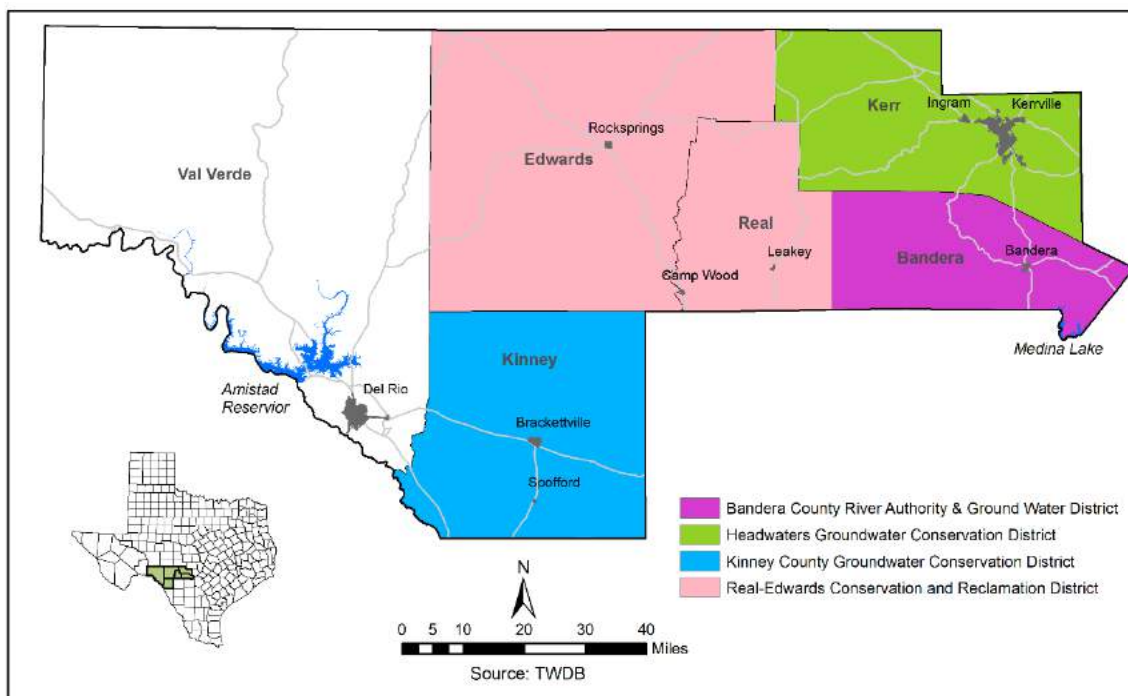 Kerr
Ingram
Kerrville
Rocksprings
Edwards
Val Verde
Real
Leakey
Bandera
Bandera
Camp Wood
Medina Lake
Kinney
Amistad
Reservior
Del Rio
Brackettville
Spofford
Bandera County River Authority & Ground Water District
Headwaters Groundwater Conservation District
Kinney County Groundwater Conservation District
Real-Edwards Conservation and Reclamation District
N
0 5 10 20 30 40
Miles
Source: TWDB